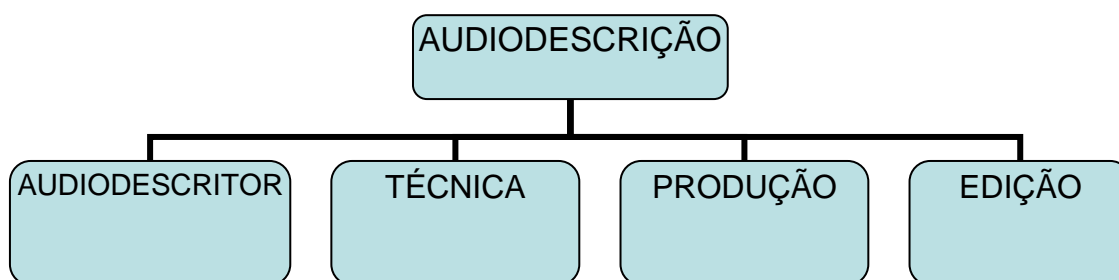 AUDIODESCRIÇÃO
AUDIODESCRITOR
TÉCNICA
PRODUÇÃO
EDIÇÃO